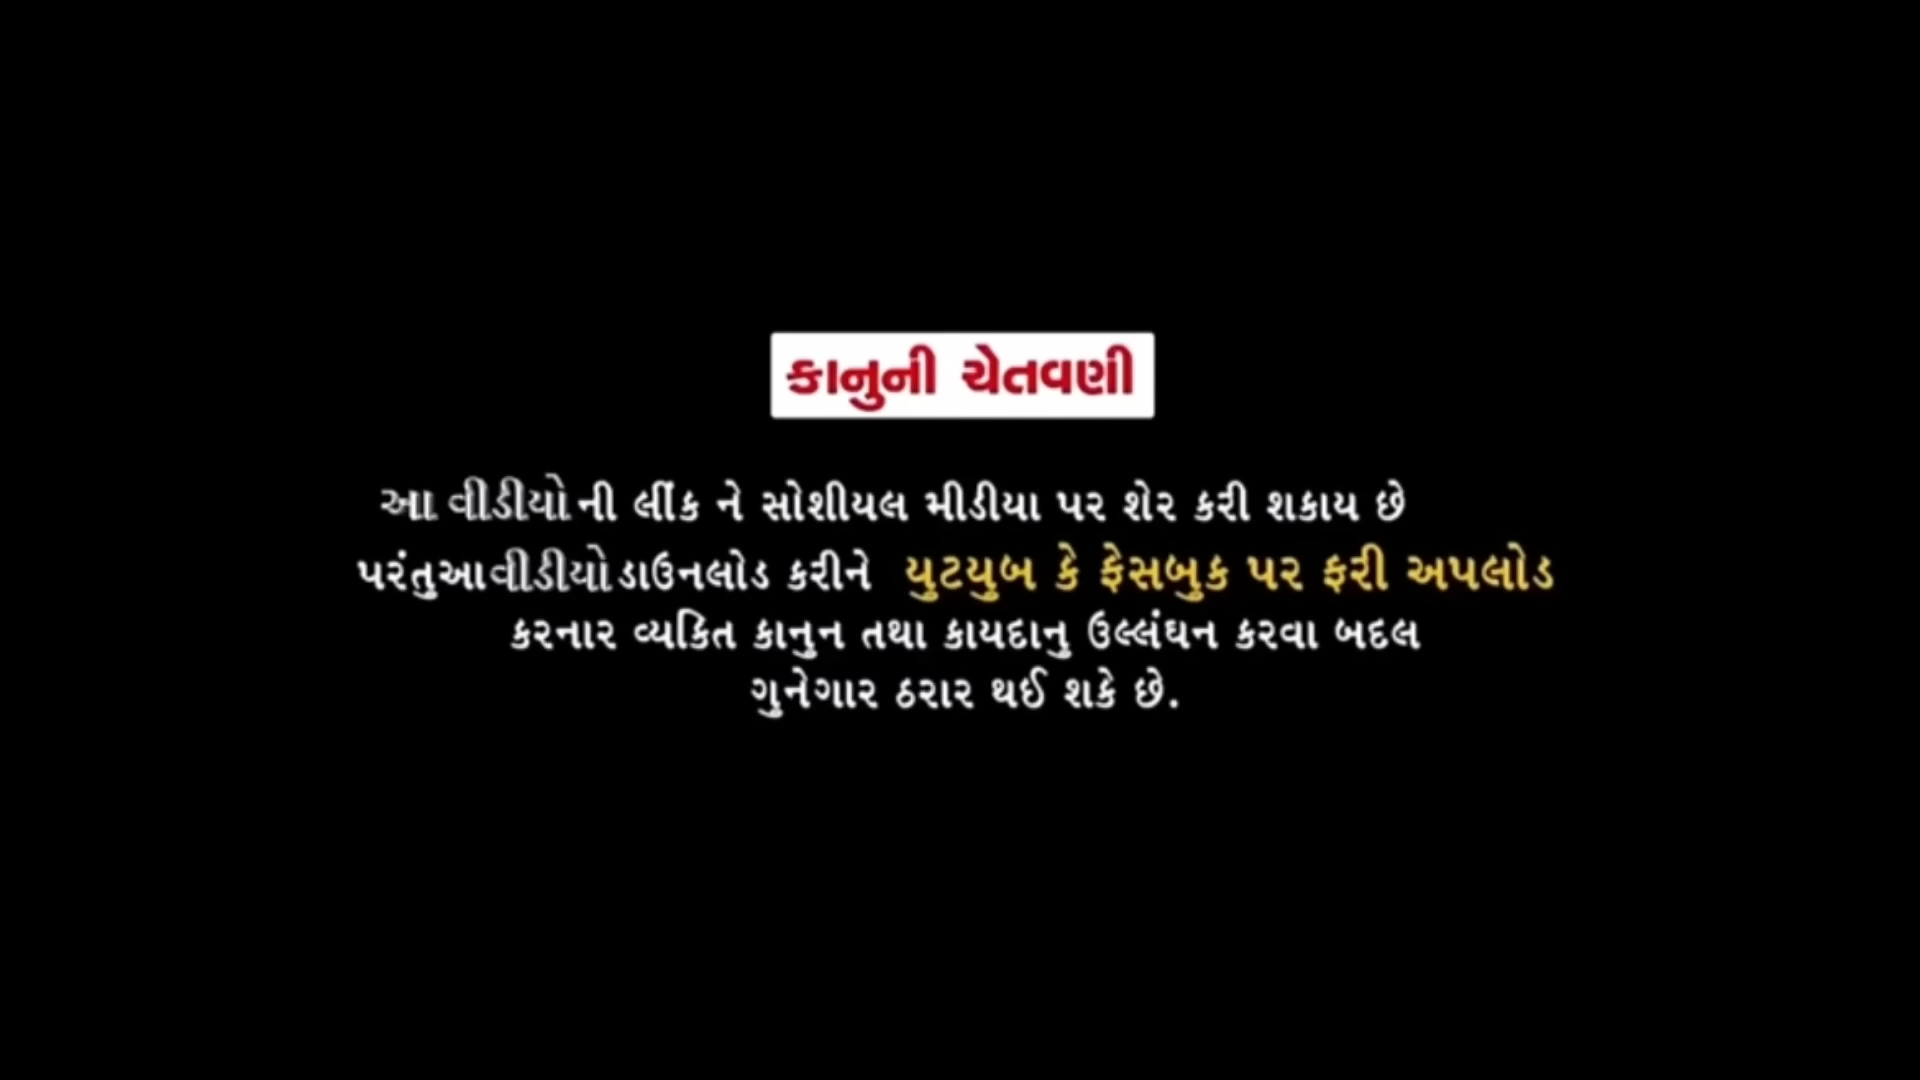 કાનુની ચેતવણી
આ વીડીયો ની લીંક ને સોશીયલ મીડીયા પર શેર કરી શકાય છે
પરંતુઆવીડીયો ડાઉનલોડ કરીને યુટયુબ કે ફેસબુક પર ફરી અપલોડ
કરનાર વ્યકિત કાનુન તથા કાયદાનુ ઉલ્લંઘન કરવા બદલ
ગુનેગાર ઠરાર થઈ શકે છે.